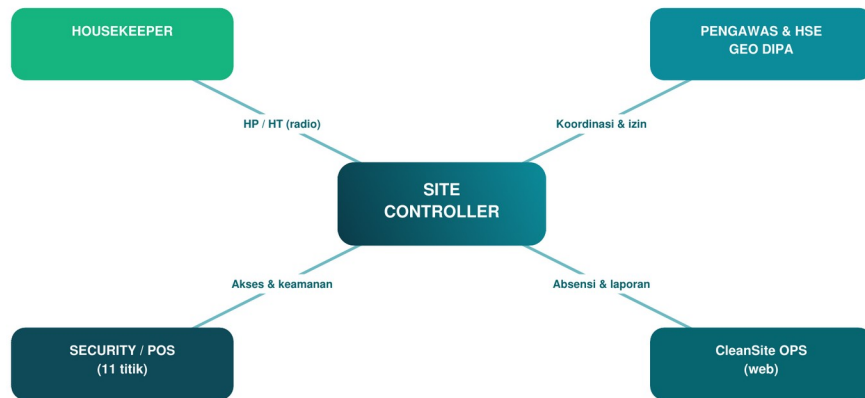 HOUSEKEEPER
PENGAWAS & HSE
GEO DIPA
HP / HT (radio)
Koordinasi & izin
SITE
CONTROLLER
Akses & keamanan
Absensi & laporan
SECURITY / POS
(11 titik)
CleanSite OPS
(web)